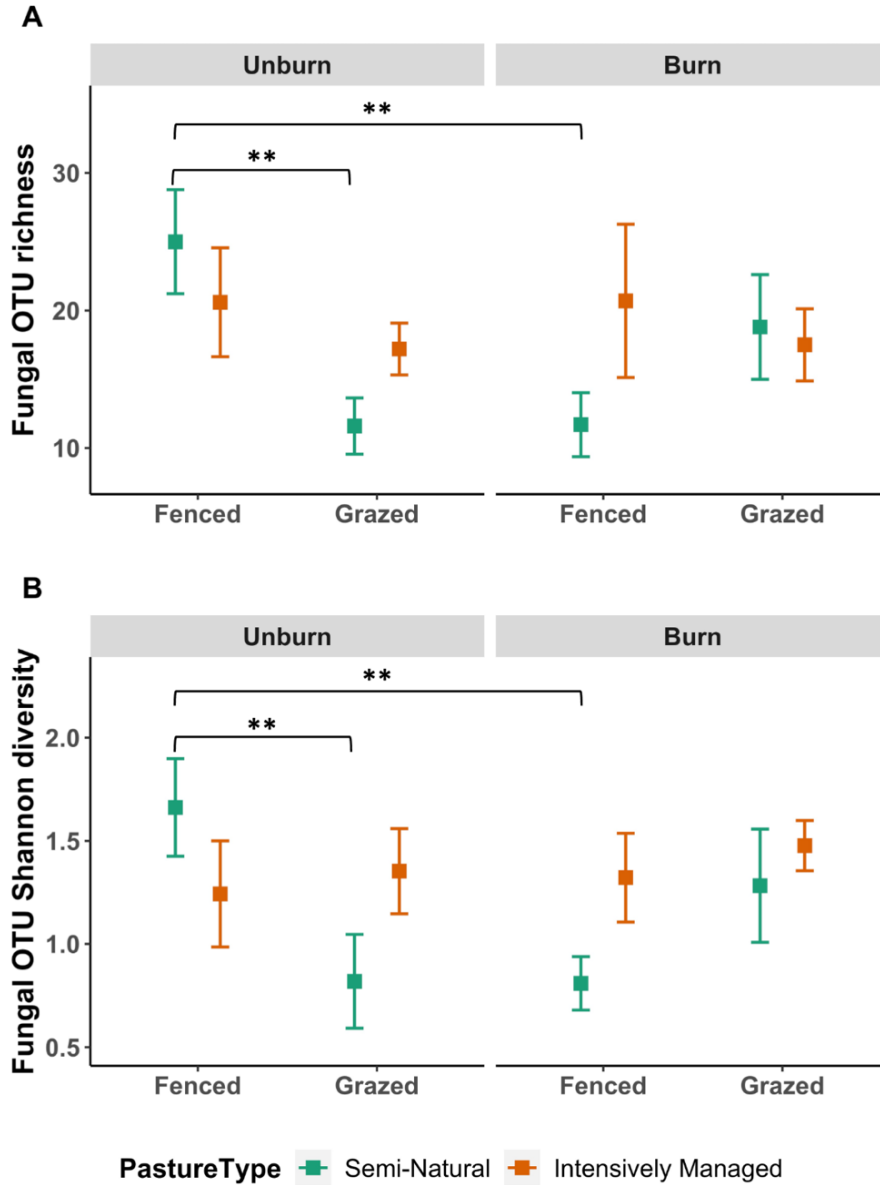 A
Unburn Burn
**
**
Fungal OTU richness
30
20
10
Fenced Grazed Fenced Grazed
B
Unburn Burn
**
**
Fungal OTU Shannon diversity
2.0
1.5
1.0
0.5
Fenced Grazed Fenced Grazed
PastureType Semi-Natural Intensively Managed